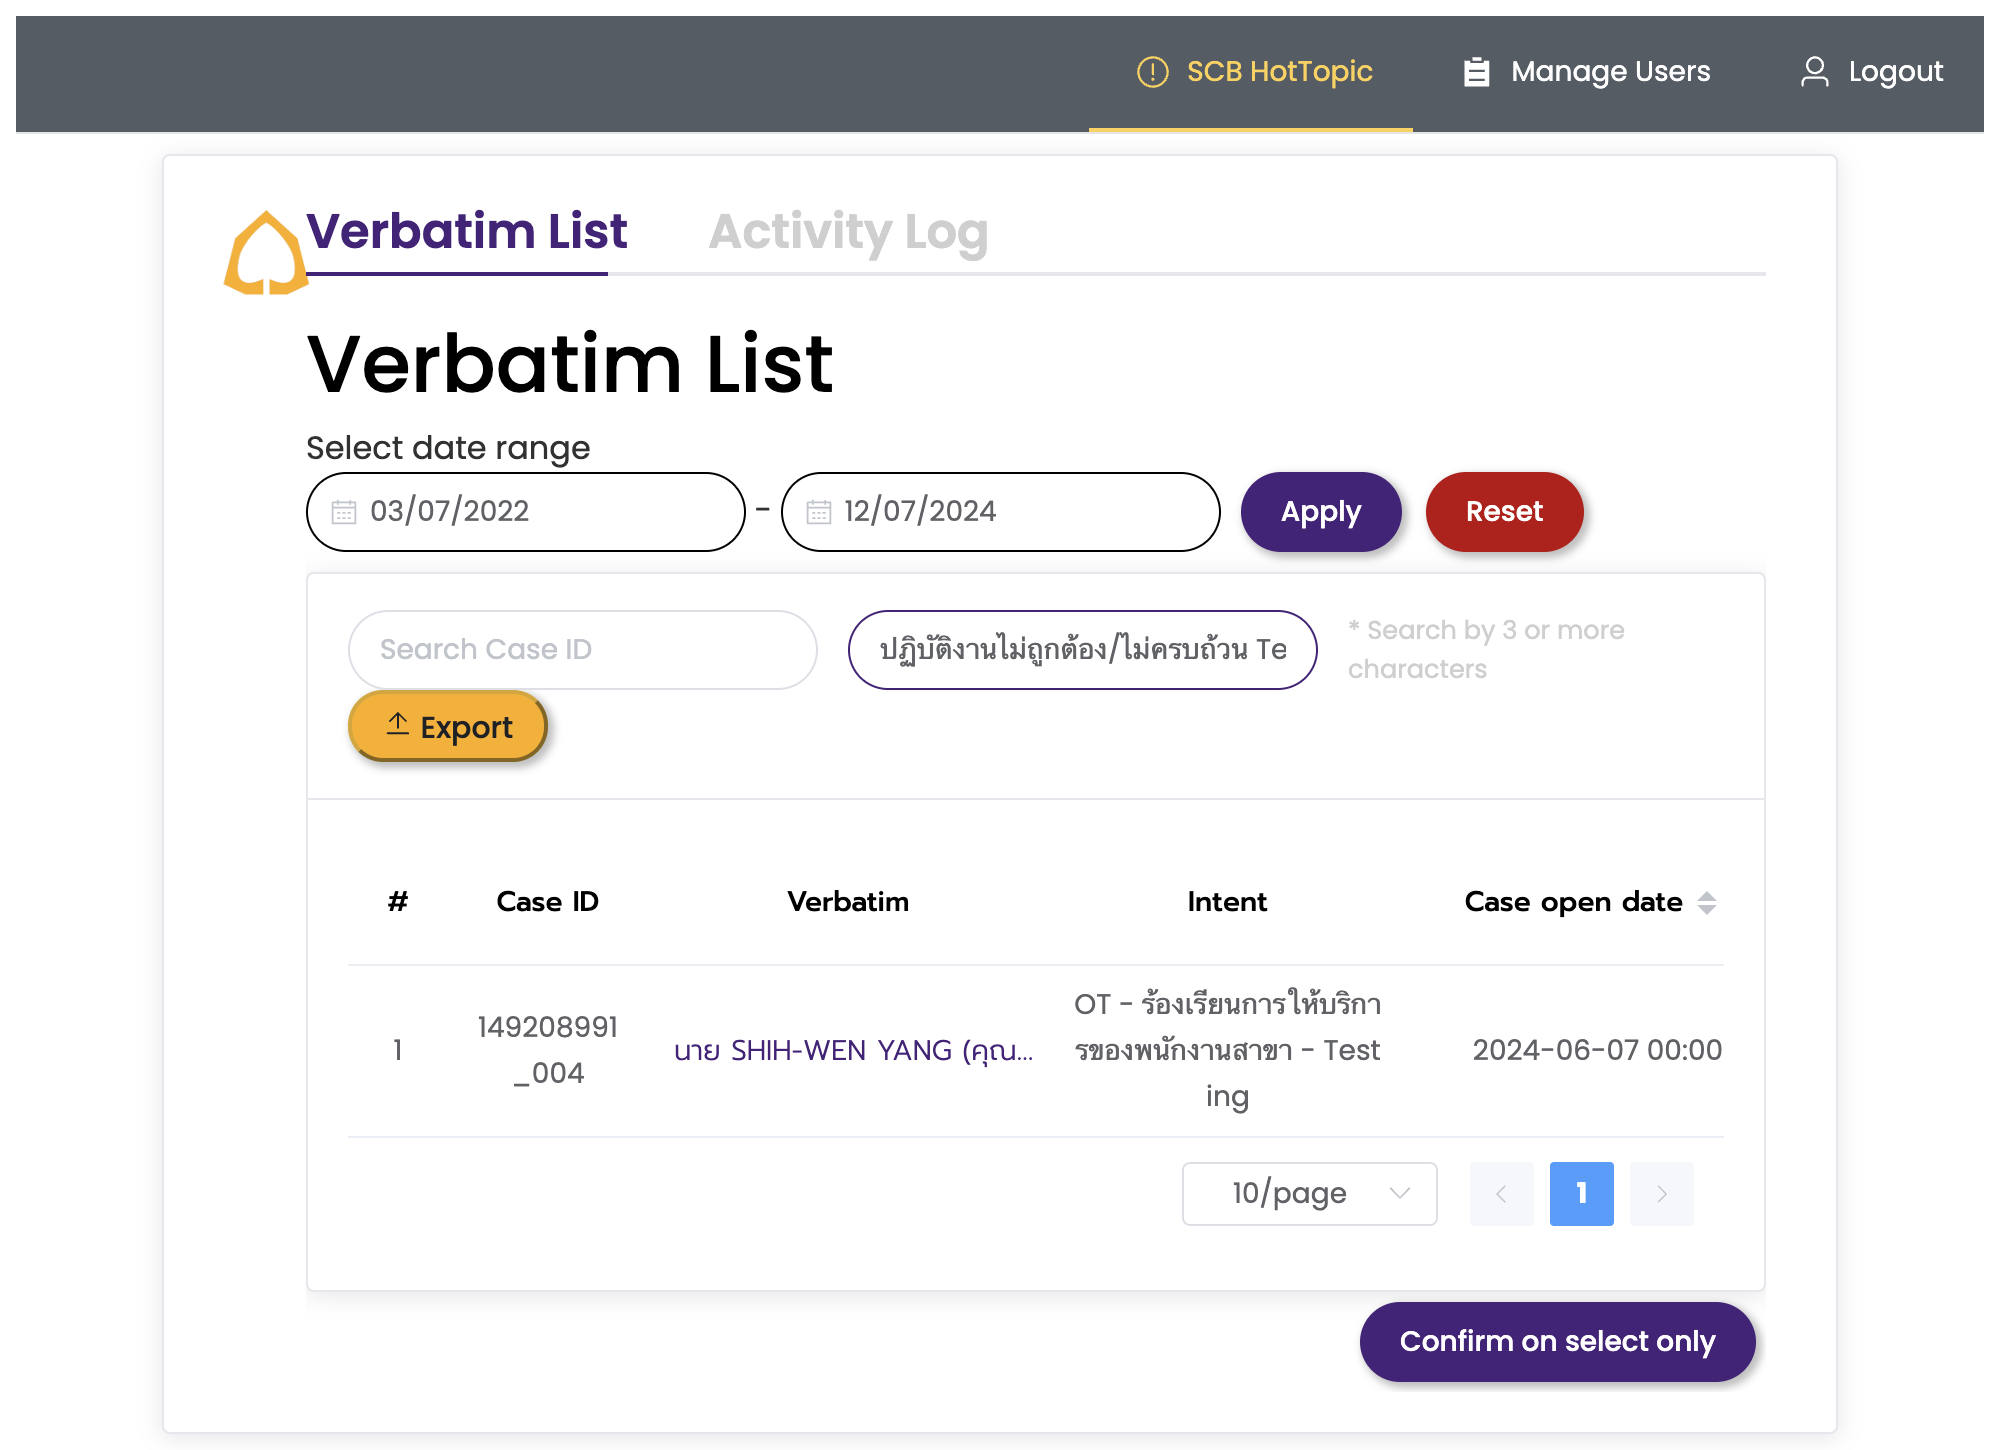 SCB HotTopic Manage Users Logout
Verbatim List Activity Log
Verbatim List
Select date range
03/07/2022 - 12/07/2024 Apply Reset
Search Case ID ปฏิบัติงานไม่ถูกต้อง/ไม่ครบถ้วน Te * Search by 3 or more
characters
Export
# Case ID Verbatim Intent Case open date
OT - ร้องเรียนการให้บริกา
149208991
1 นาย SHIH-WEN YANG (คุณ... รของพนักงานสาขา - Test 2024-06-07 00:00
_004
ing
10/page 1
Confirm on select only